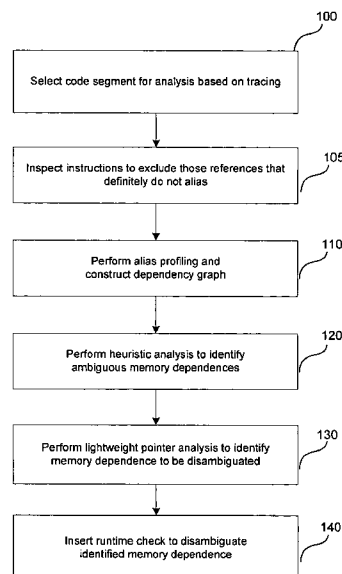 100
Select code segment for analysis based on tracing
105
Inspect instructions to exclude those references that
definitely do not alias
110
Perform alias profiling and
construct dependency graph
120
Perform heuristic analysis to identify
ambiguous memory dependences
130
Perform lightweight pointer analysis to identify
memory dependence to be disambiguated
140
Insert runtime check to disambiguate
identified memory dependence